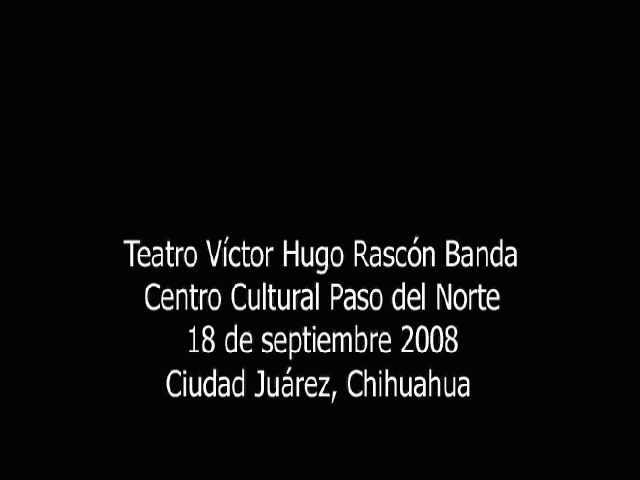 Teatro Víctor Hugo Rascón Banda
Centro Cultural Paso del Norte
18 de septiembre 2008
Ciudad Juárez, Chihuahua